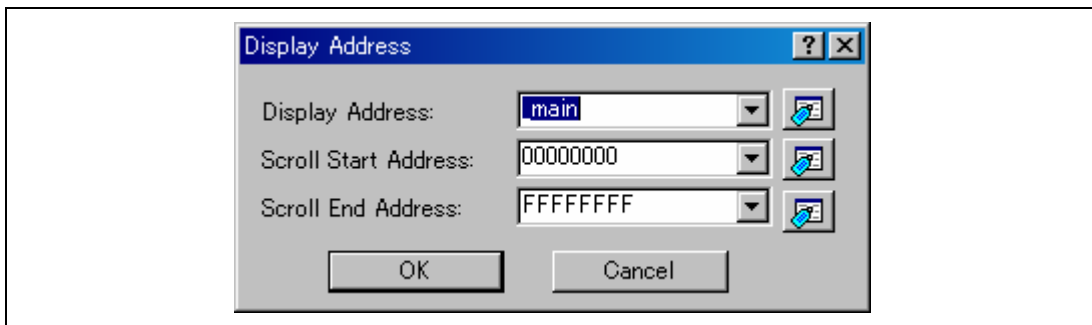 Display Address
Display Address: _main
Scroll Start Address: 00000000
Scroll End Address: FFFFFFFF
OK Cancel